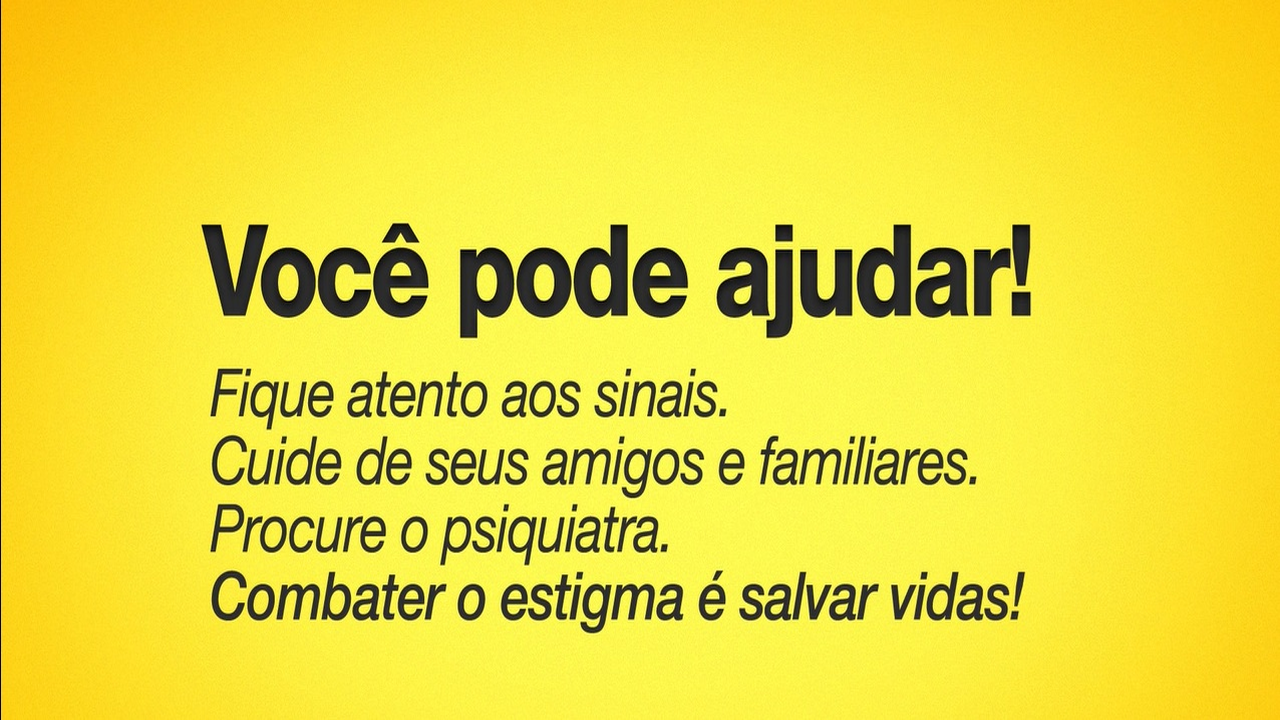 Você pode ajudar!
Fique atento aos sinais.
Cuide de seus amigos e familiares.
Procure o psiquiatra.
Combater o estigma é salvar vidas!